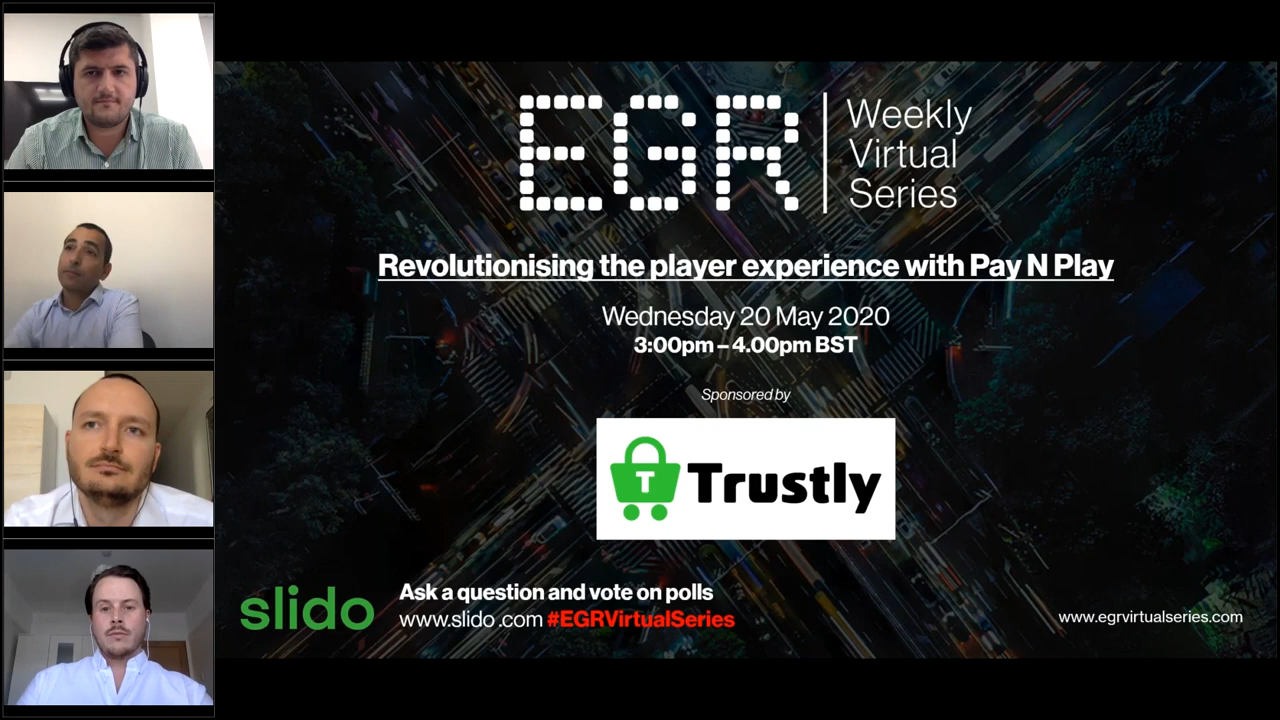 EGR
Weekly
Virtual
Series
Revolutionising the player experience with Pay N Play
Wednesday 20 May 2020
3:00pm – 4.00pm BST
Sponsored by
T Trustly
slido
Ask a question and vote on polls
www.slido .com #EGRVirtualSeries
www.egrvirtualseries.com